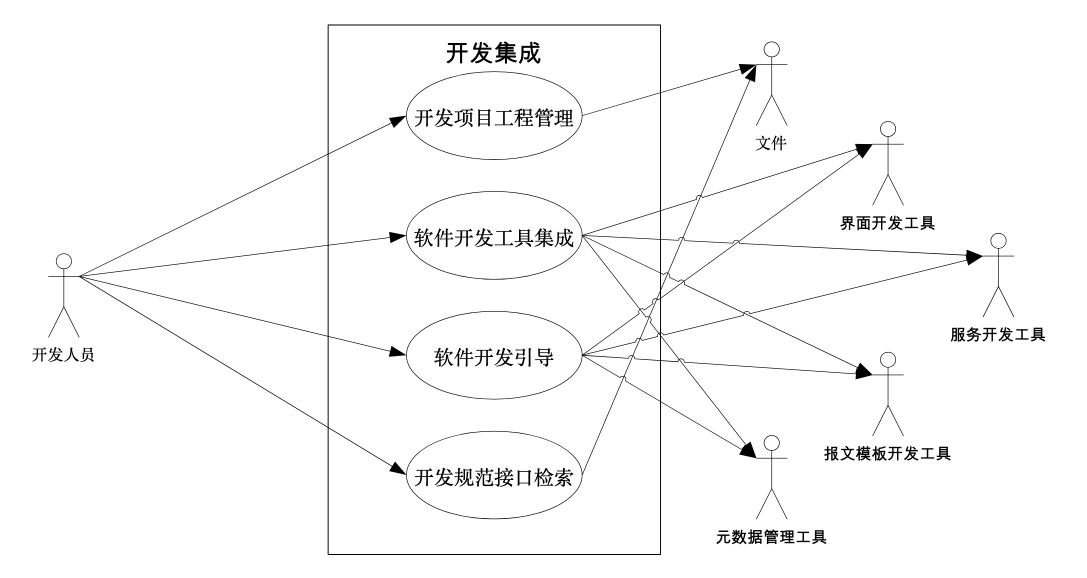 开发集成
开发项目工程管理
文件
软件开发工具集成
界面开发工具
服务开发工具
开发人员
软件开发引导
报文模板开发工具
开发规范接口检索
元数据管理工具